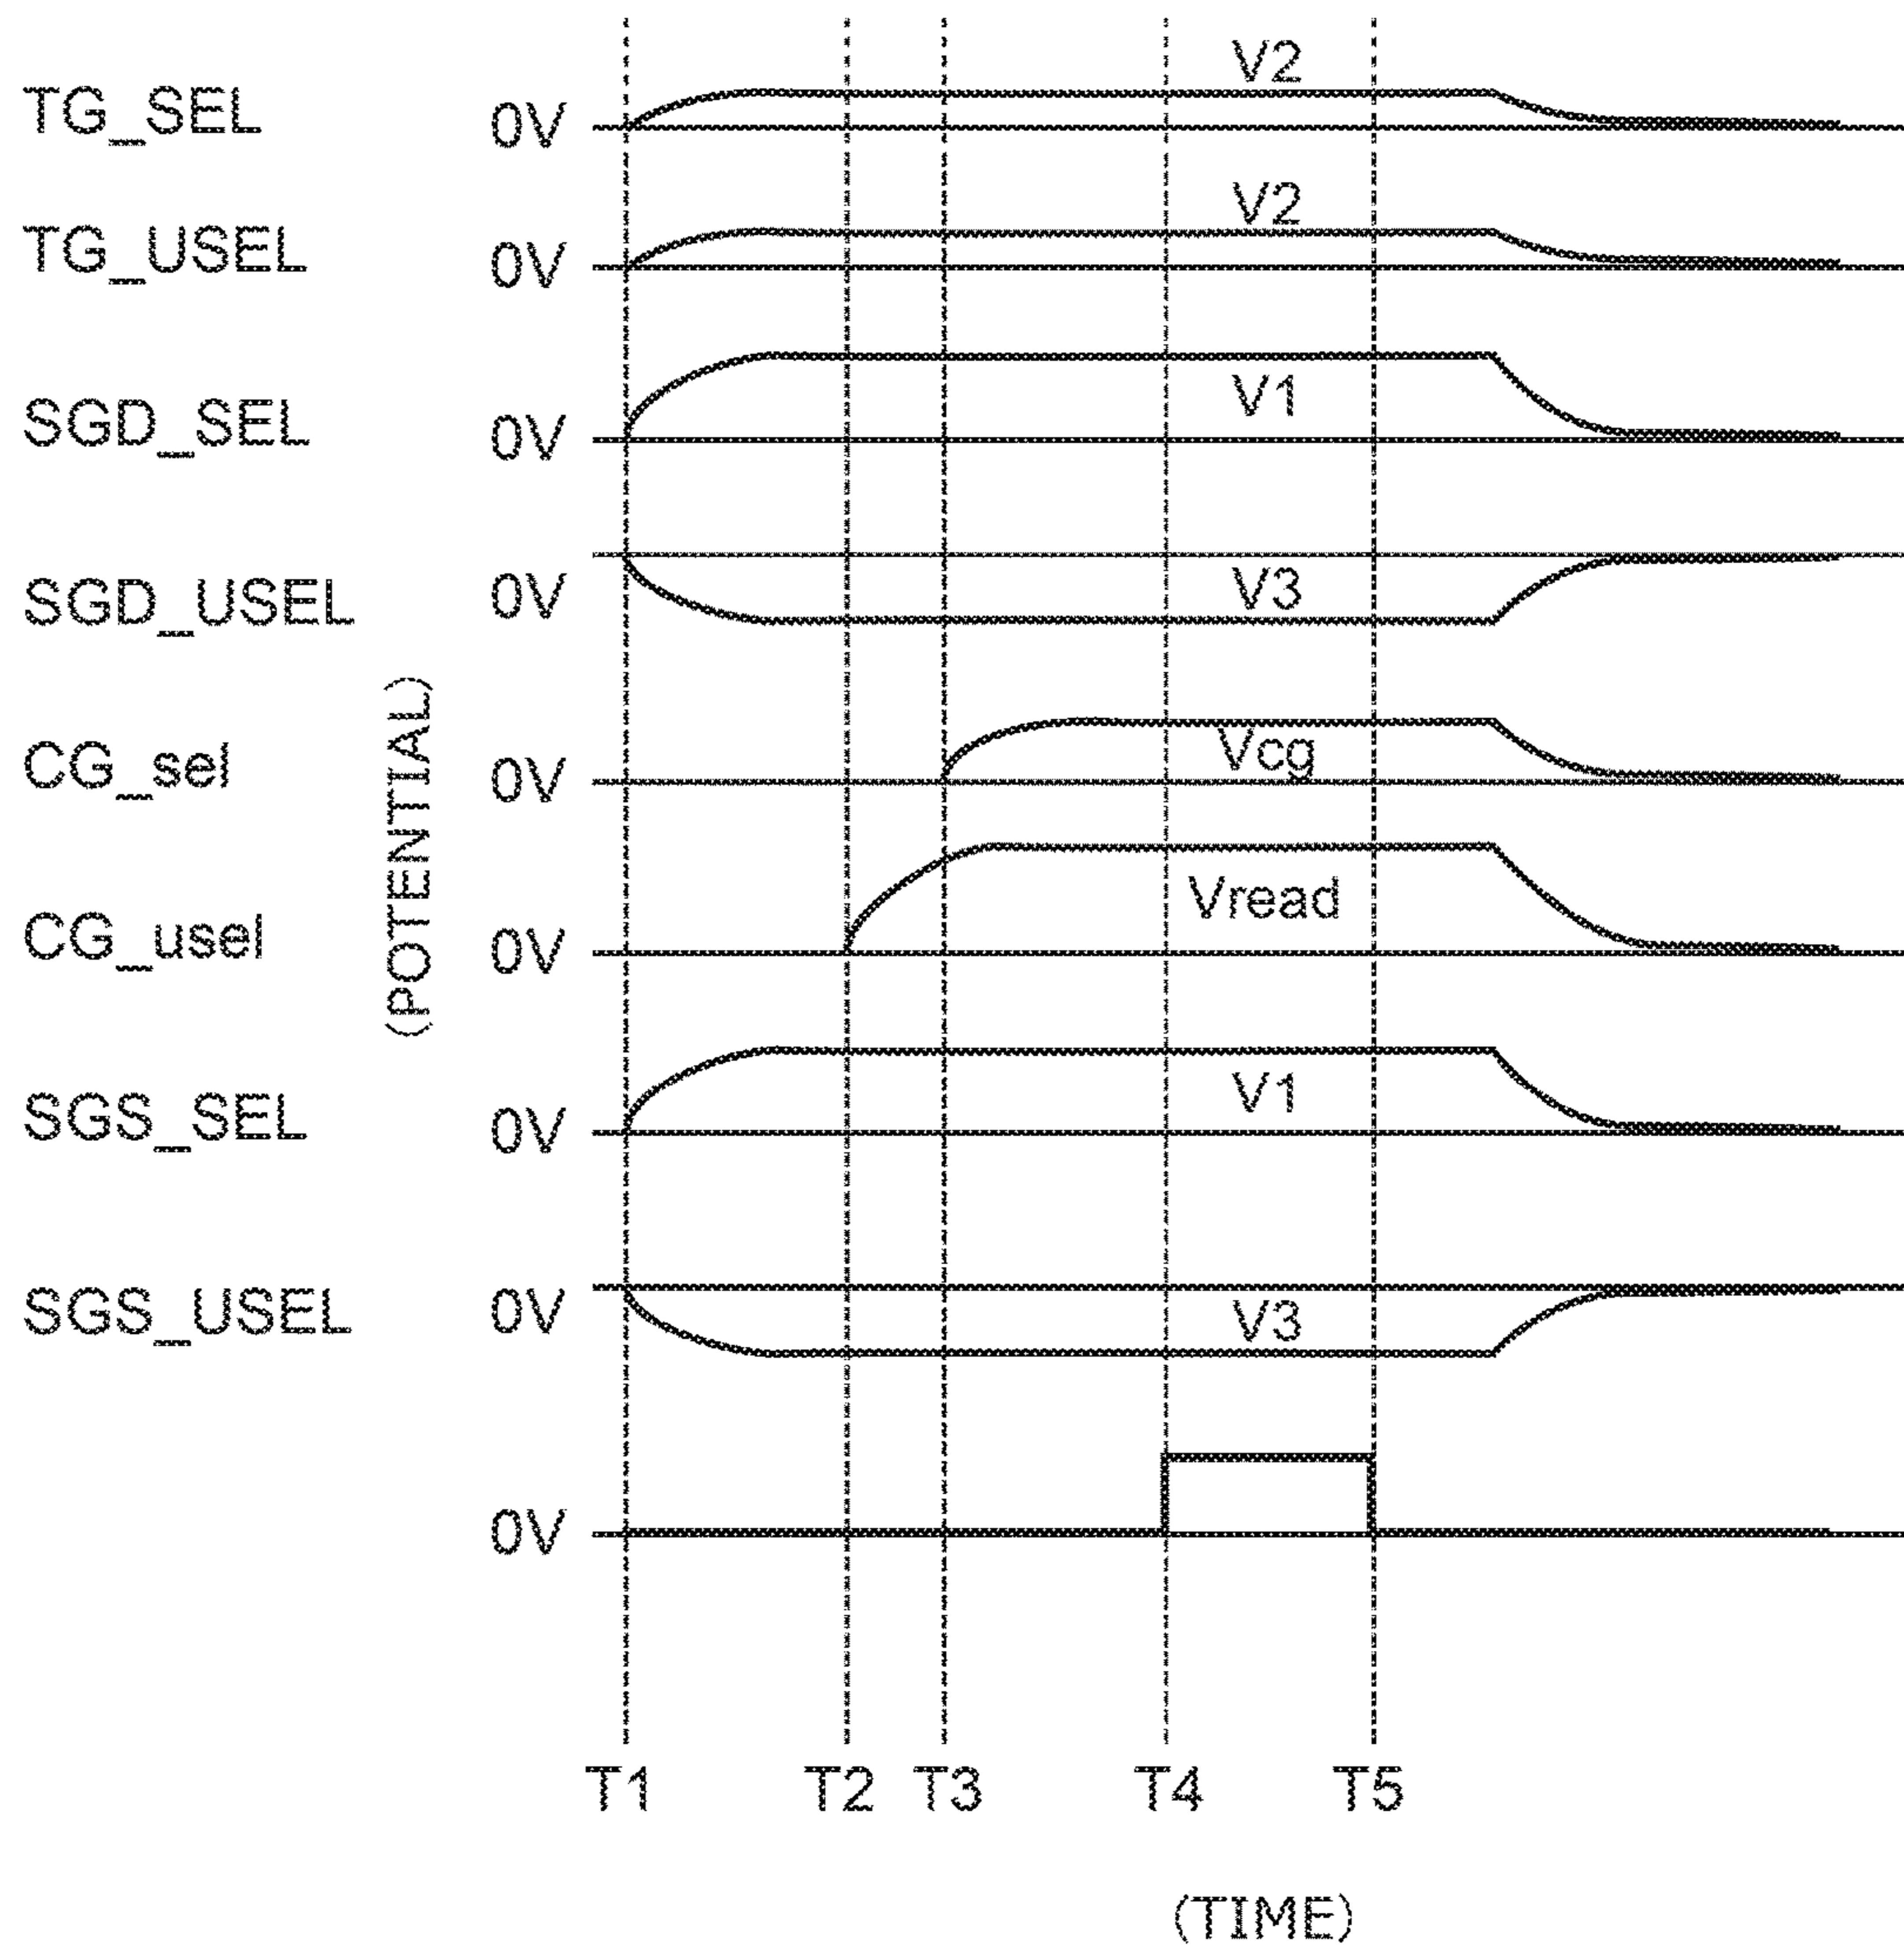 V2
TG_SEL 0V
V2
TG_USEL 0V
SGD_SEL 0V V1
SGD_USEL 0V V3
(POTENTIAL)
CG_sel 0V Vcg
CG_usel 0V Vread
SGS_SEL 0V V1
SGS_USEL 0V V3
0V
T1 T2 T3 T4 T5
(TIME)